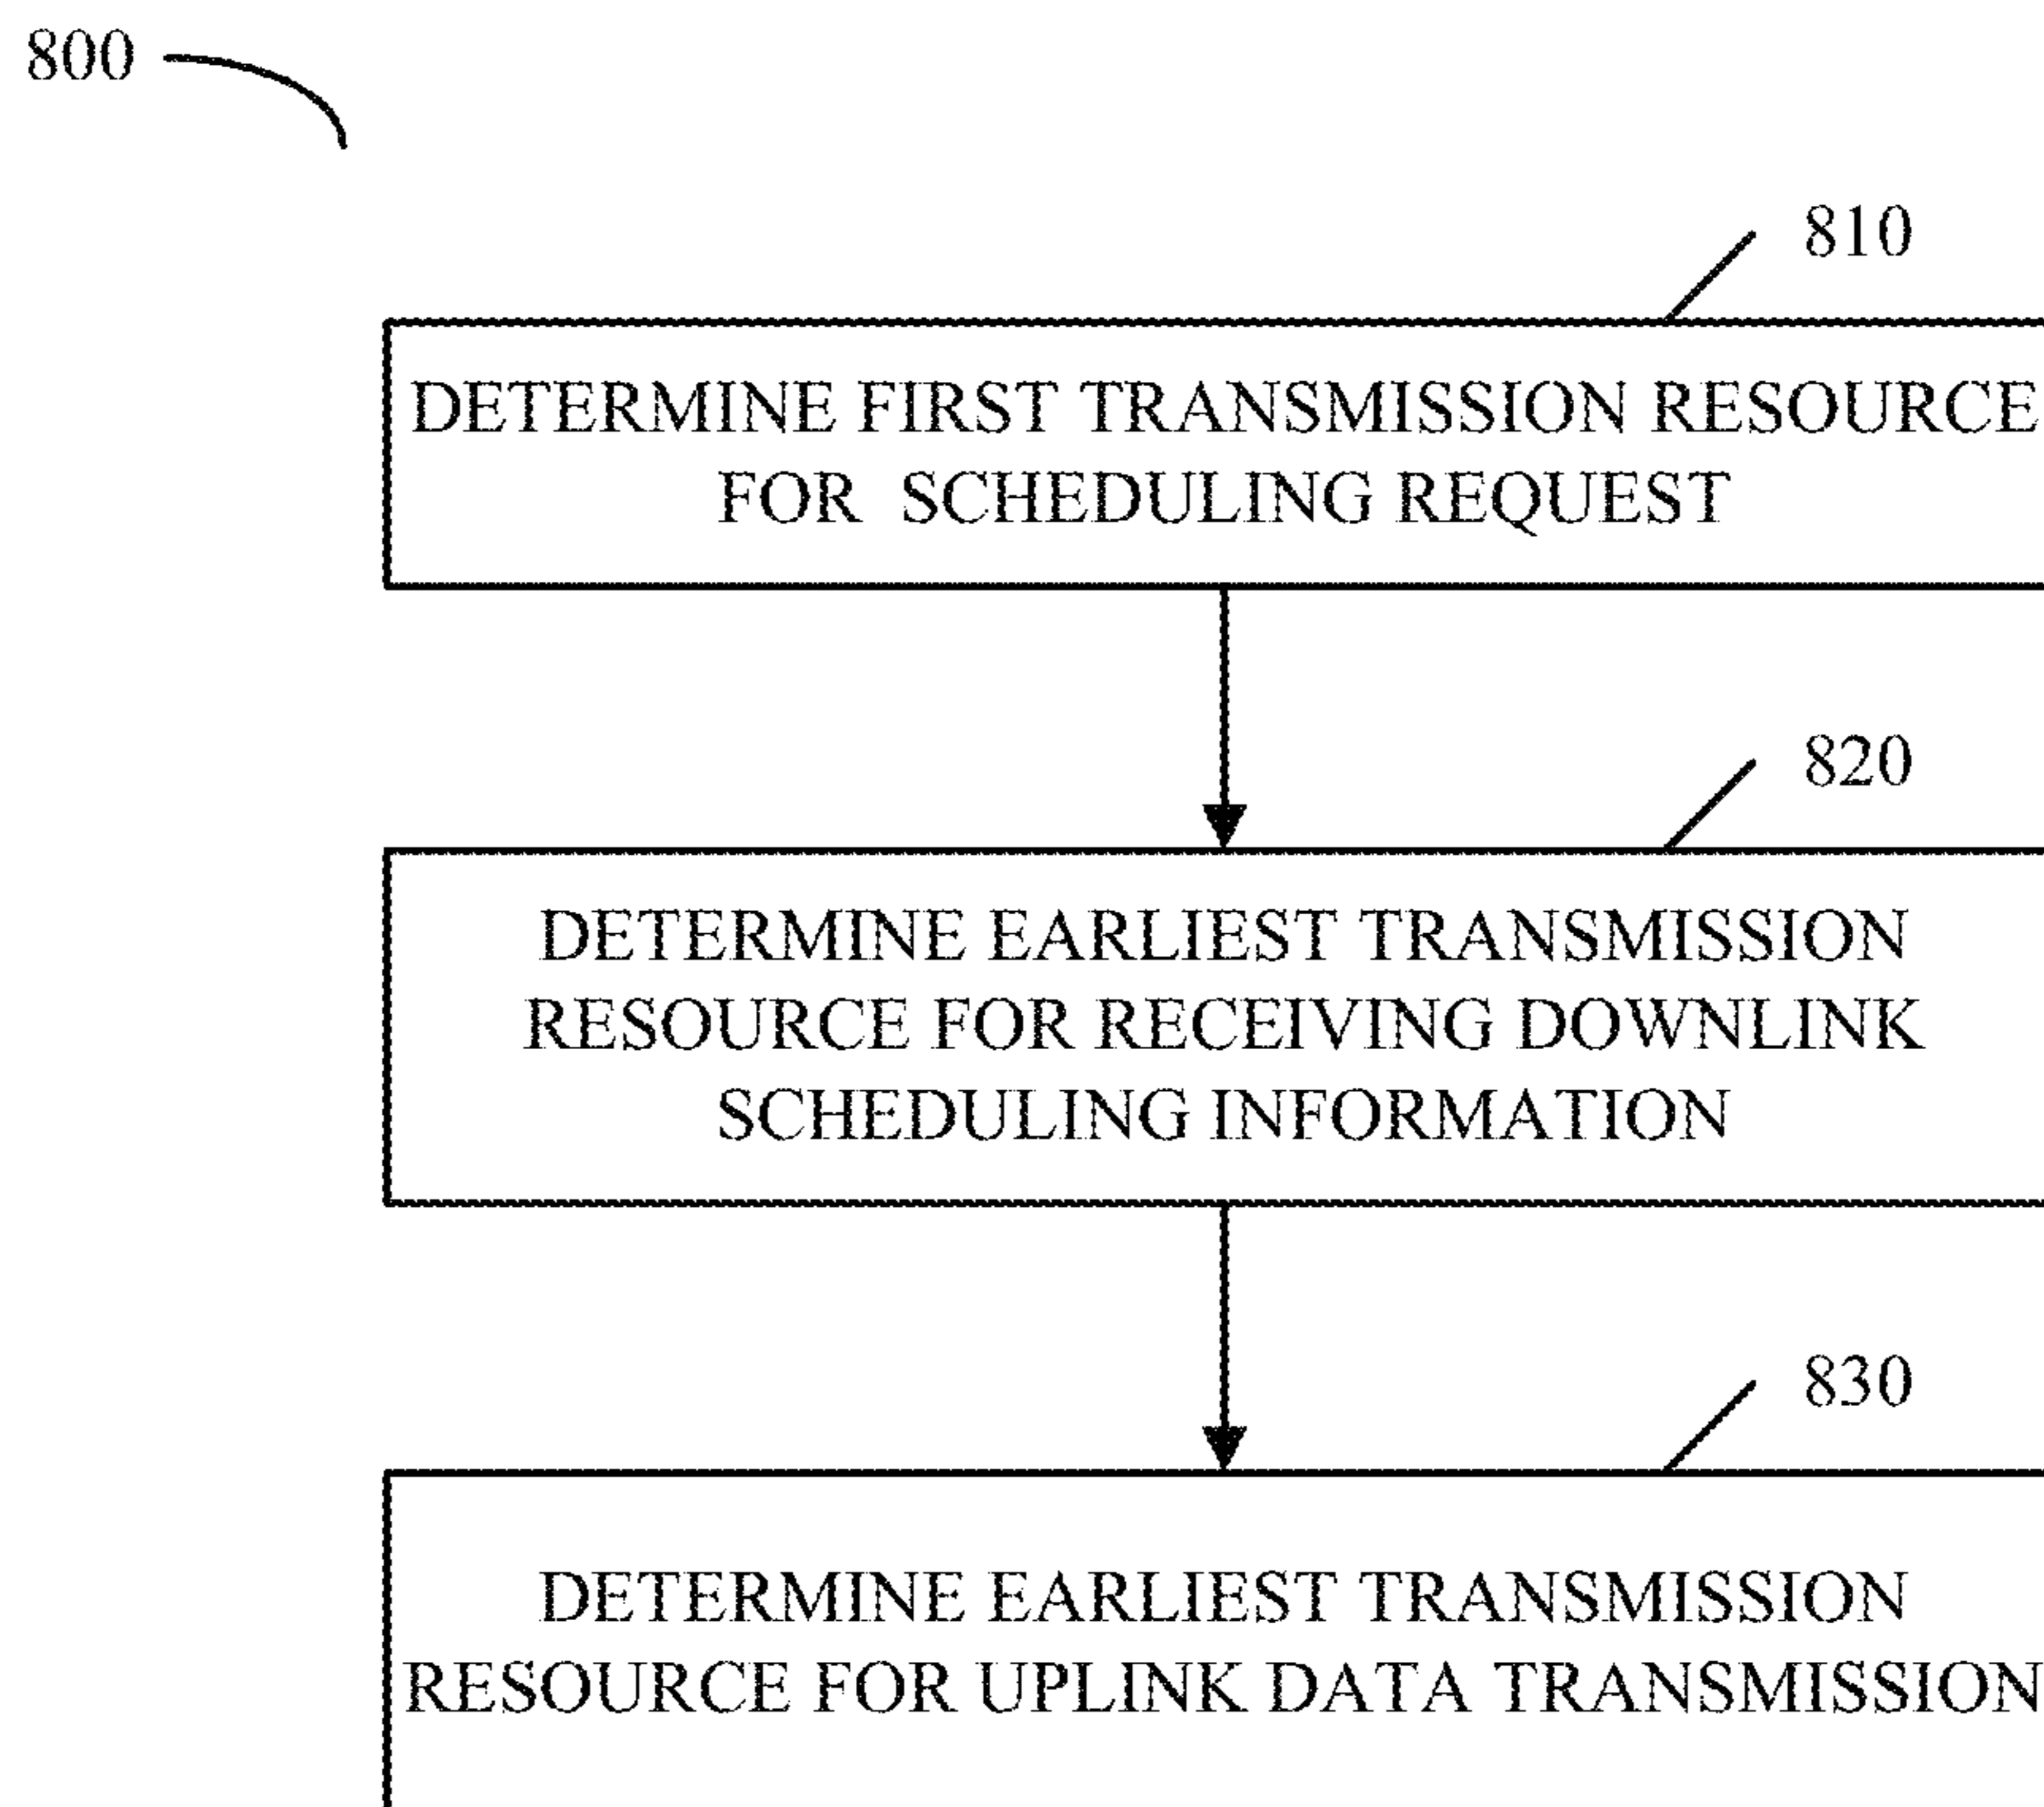 800
810
DETERMINE FIRST TRANSMISSION RESOURCE
FOR SCHEDULING REQUEST
820
DETERMINE EARLIEST TRANSMISSION
RESOURCE FOR RECEIVING DOWNLINK
SCHEDULING INFORMATION
830
DETERMINE EARLIEST TRANSMISSION
RESOURCE FOR UPLINK DATA TRANSMISSION